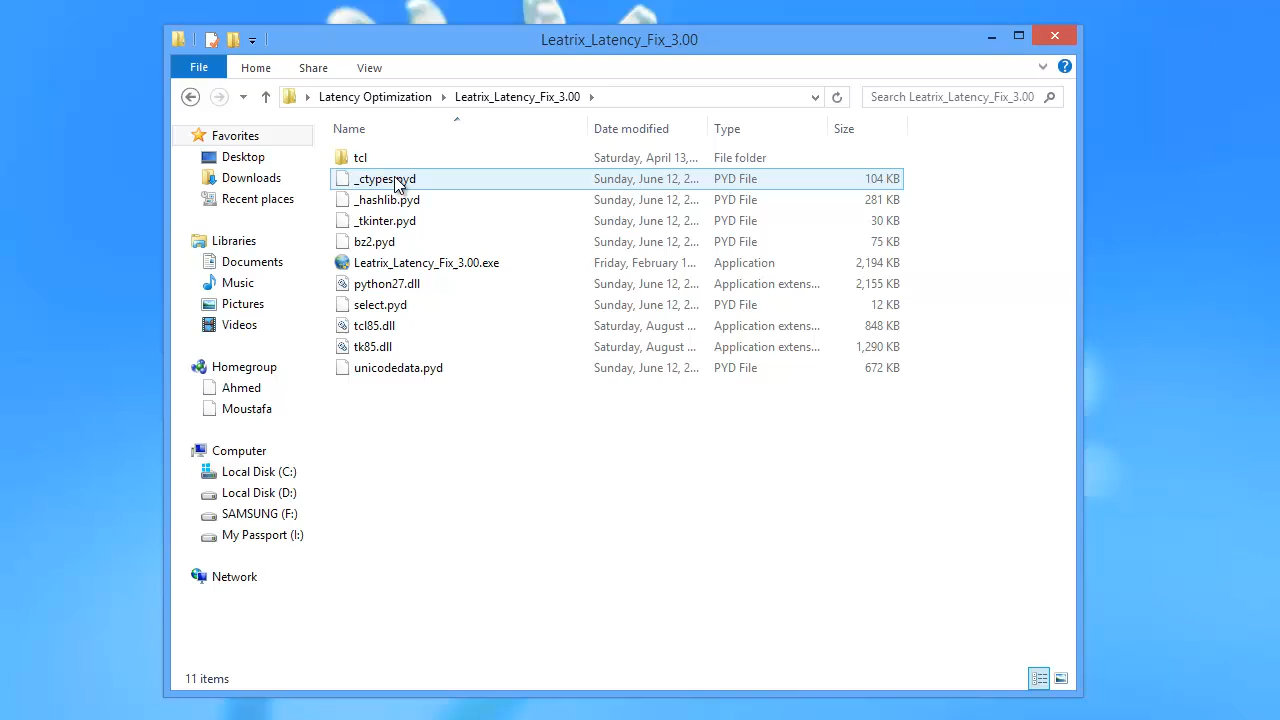 Leatrix_Latency_Fix_3.00
File Home Share View
Latency Optimization Leatrix_Latency_Fix_3.00 Search Leatrix_Latency_Fix_3.00
Favorites
Desktop
Downloads
Recent places
Libraries
Documents
Music
Pictures
Videos
Homegroup
Ahmed
Moustafa
Computer
Local Disk (C:)
Local Disk (D:)
SAMSUNG (F:)
My Passport (I:)
Network
Name Date modified Type Size
tcl Saturday, April 13,... File folder
Sunday, June 12, 2... PYD File 104 KB
_hashlib.pyd Sunday, June 12, 2... PYD File 281 KB
_tkinter.pyd Sunday, June 12, 2... PYD File 30 KB
bz2.pyd Sunday, June 12, 2... PYD File 75 KB
Leatrix_Latency_Fix_3.00.exe Friday, February 1... Application 2,194 KB
python27.dll Sunday, June 12, 2... Application extens... 2,155 KB
select.pyd Sunday, June 12, 2... PYD File 12 KB
tcl85.dll Saturday, August ... Application extens... 848 KB
tk85.dll Saturday, August ... Application extens... 1,290 KB
unicodedata.pyd Sunday, June 12, 2... PYD File 672 KB
11 items